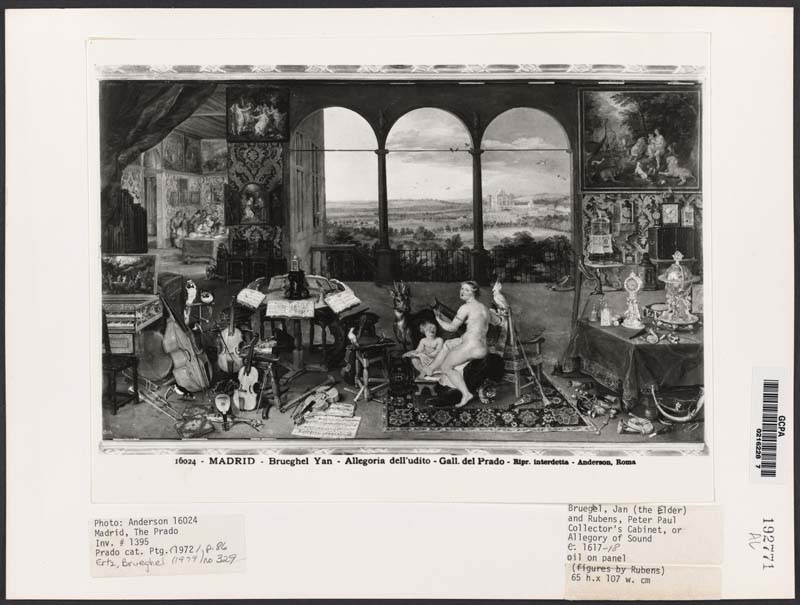 16024 - MADRID - Brueghel Yan - Allegoria dell'udito - Gall. del Prado - Ripr. interdetta - Anderson, Roma
GCPA
0216228 7
192771
Photo: Anderson 16024
Madrid, The Prado
Inv. # 1395
Prado cat. Ptg. (1972), p. 86
Ertz, Brueghel (1979) no 329
Bruegel, Jan (the Elder)
and Rubens, Peter Paul
Collector's Cabinet, or
Allegory of Sound
c. 1617-18
oil on panel
(figures by Rubens)
65 h.x 107 w. cm